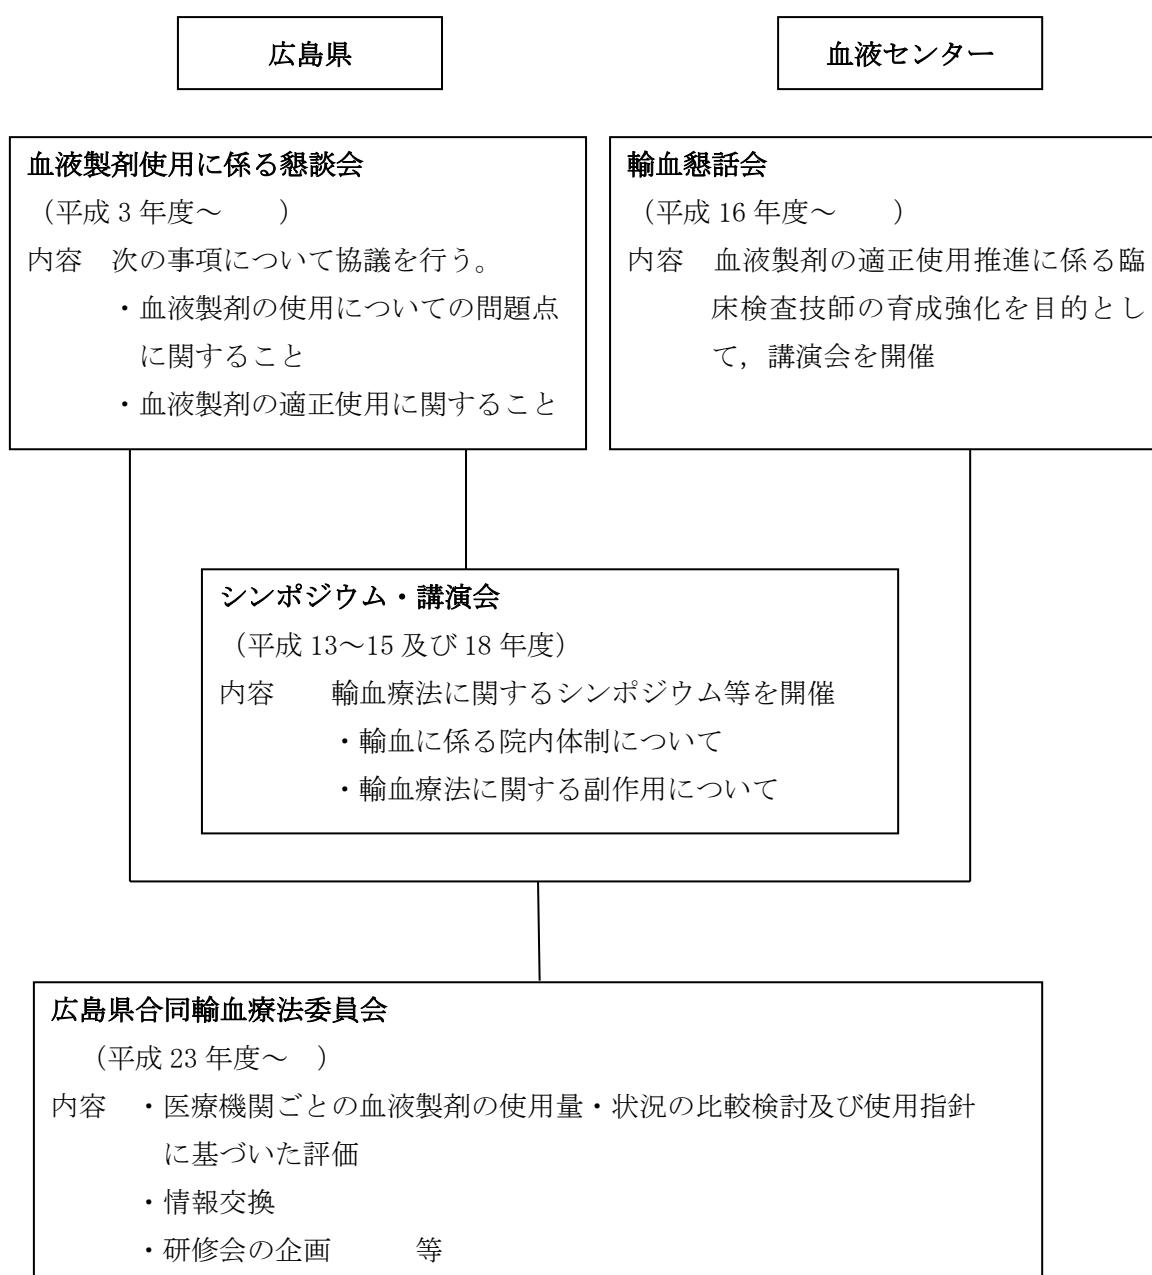 広島県
血液センター
血液製剤使用に係る懇談会
（平成 3 年度～　　）
内容　次の事項について協議を行う。
・血液製剤の使用についての問題点
に関すること
・血液製剤の適正使用に関すること
輸血懇話会
（平成 16 年度～　　）
内容　血液製剤の適正使用推進に係る臨
床検査技師の育成強化を目的とし
て，講演会を開催
シンポジウム・講演会
（平成 13～15 及び 18 年度）
内容　　輸血療法に関するシンポジウム等を開催
・輸血に係る院内体制について
・輸血療法に関する副作用について
広島県合同輸血療法委員会
（平成 23 年度～　）
内容　・医療機関ごとの血液製剤の使用量・状況の比較検討及び使用指針
に基づいた評価
・情報交換
・研修会の企画　　　等